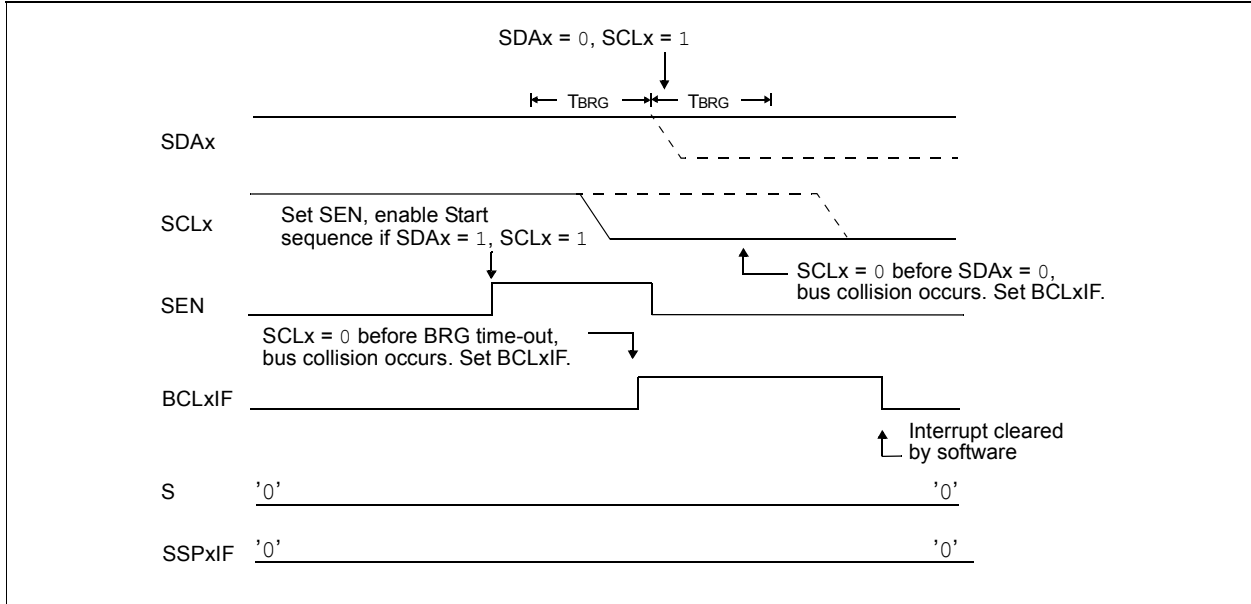 SDAx = 0, SCLx = 1
TBRG TBRG
SDAx
SCLx
Set SEN, enable Start
sequence if SDAx = 1, SCLx = 1
SCLx = 0 before SDAx = 0,
bus collision occurs. Set BCLxIF.
SEN
SCLx = 0 before BRG time-out,
bus collision occurs. Set BCLxIF.
BCLxIF
Interrupt cleared
by software
S '0' '0'
SSPxIF '0' '0'